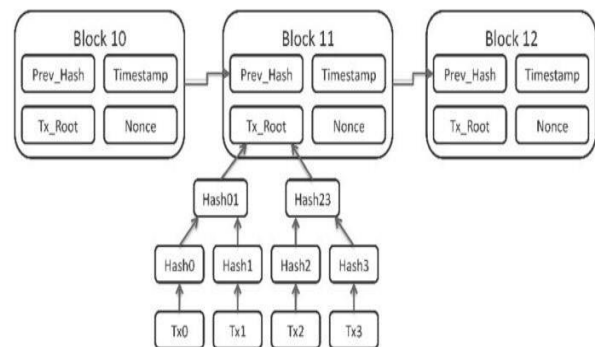 Block 10
Block 11
Block 12
Prev_Hash
Timestamp
Prev_Hash
Timestamp
Prev_Hash
Timestamp
Tx_Root
Nonce
Tx_Root
Nonce
Tx_Root
Nonce
Hash01
Hash23
Hash0
Hash1
Hash2
Hash3
Tx0
Tx1
Tx2
Tx3